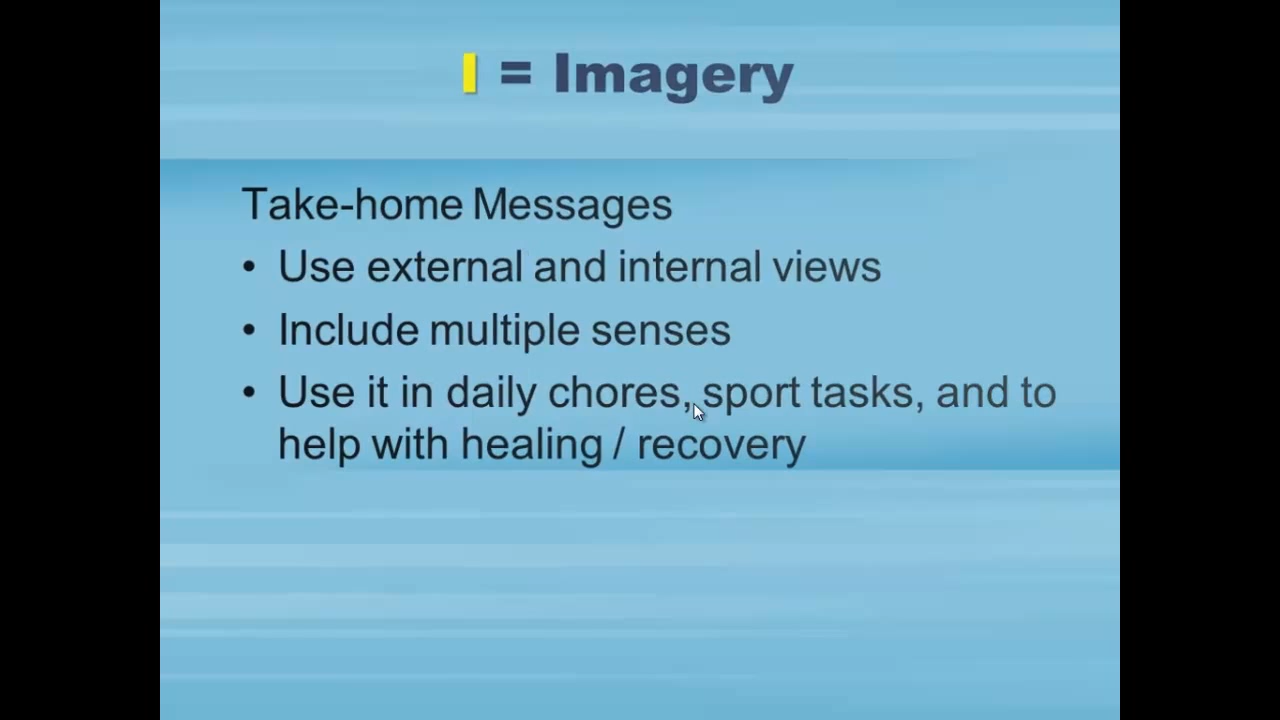 I = Imagery
Take-home Messages
• Use external and internal views
• Include multiple senses
• Use it in daily chores, sport tasks, and to
help with healing / recovery